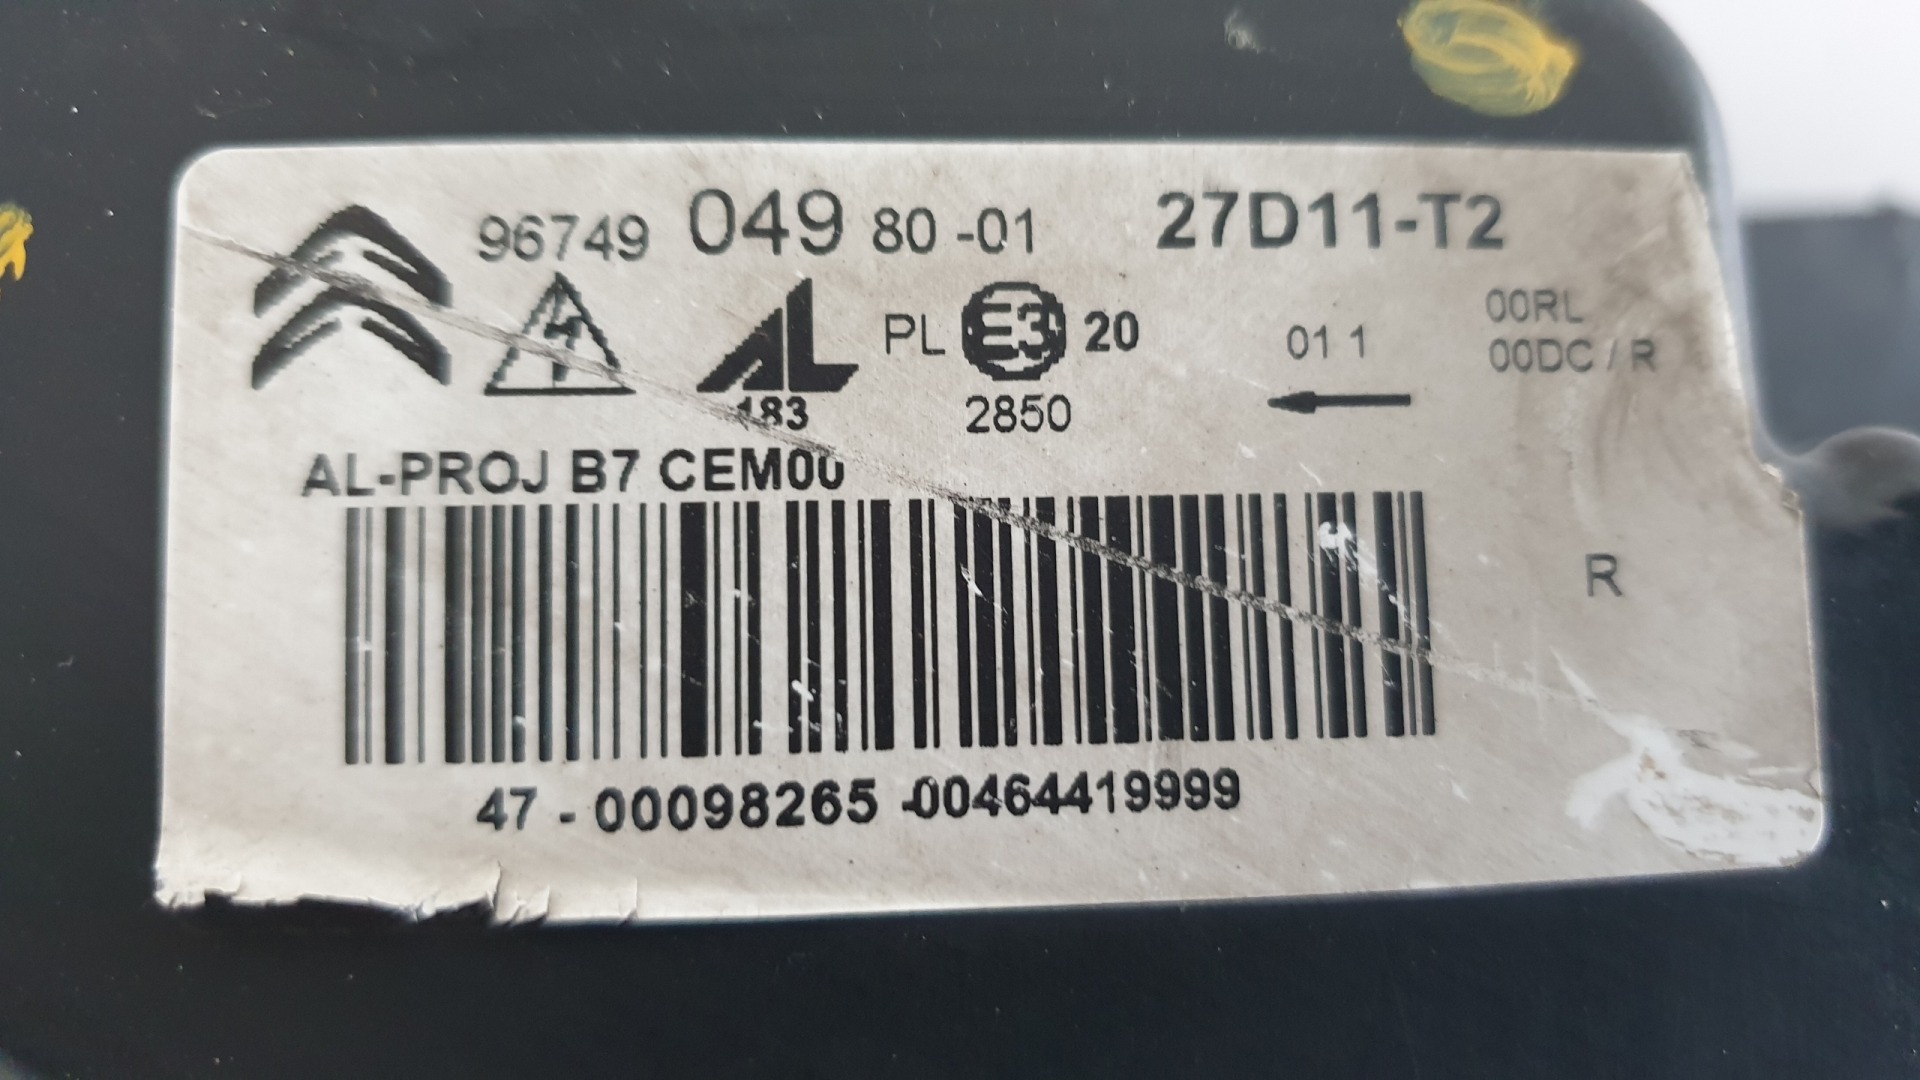 96749 049 80 -01 27D11-T2
00RL
PL E3 20 01 1 00DC / R
183 2850
AL-PROJ B7 CEM00
R
47 - 00098265 -00464419999